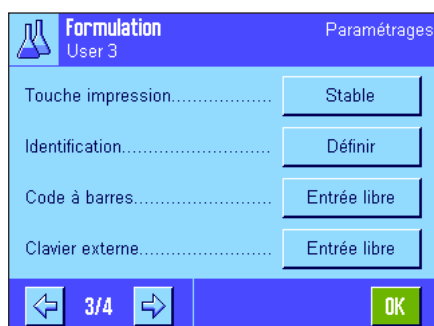 Formulation Paramétrages
User 3
Touche impression................... Stable
Identification........................... Définir
Code à barres......................... Entrée libre
Clavier externe........................ Entrée libre
3/4 OK